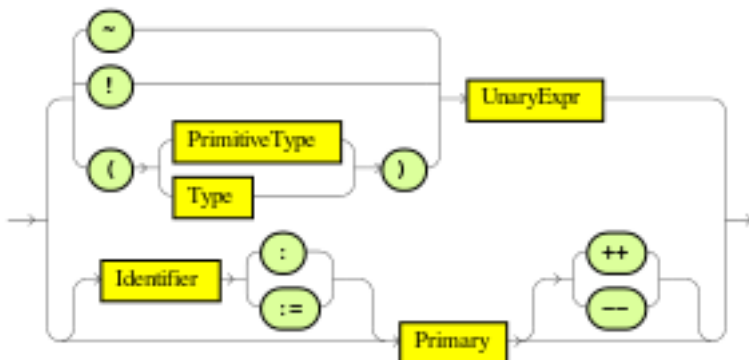 ~
!
UnaryExpr
( PrimitiveType )
Type
Identifier : ++
:= --
Primary